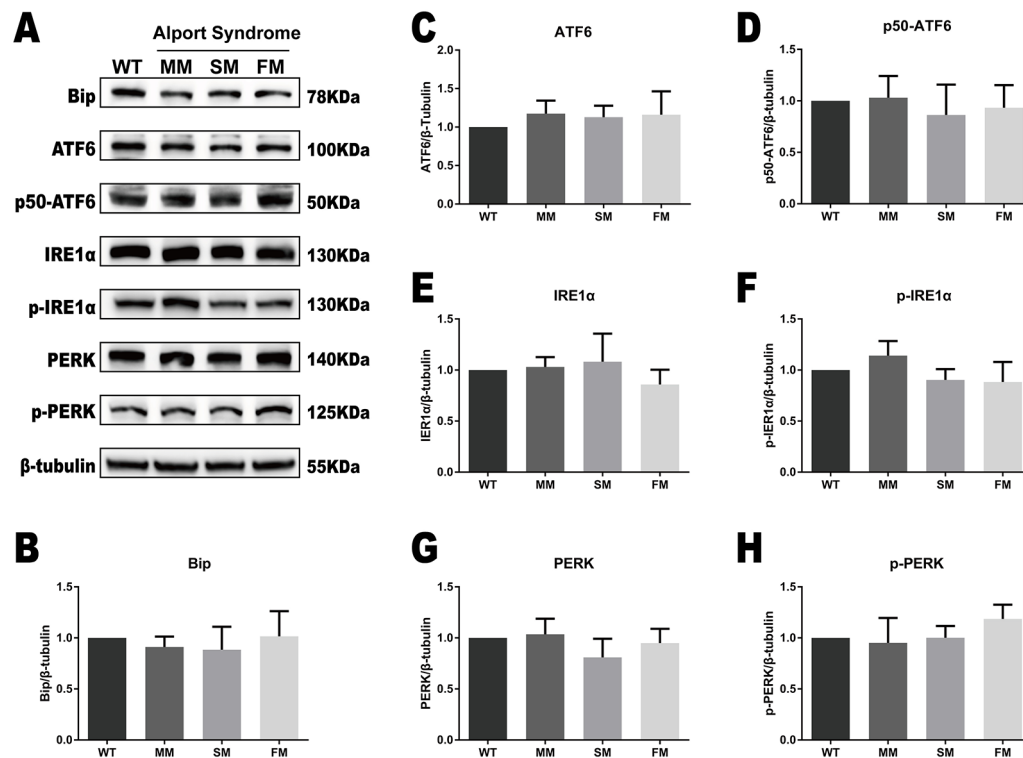 A
Alport Syndrome
WT MM SM FM
Bip 78KDa
ATF6 100KDa
p50-ATF6 50KDa
IRE1α 130KDa
p-IRE1α 130KDa
PERK 140KDa
p-PERK 125KDa
β-tubulin 55KDa
B
Bip
Bip/β-tubulin
1.5
1.0
0.5
0.0
WT MM SM FM
C
ATF6
ATF6/β-Tubulin
2.0
1.5
1.0
0.5
0.0
WT MM SM FM
D
p50-ATF6
p50-ATF6/β-tubulin
1.5
1.0
0.5
0.0
WT MM SM FM
E
IRE1α
IER1α/β-tubulin
1.5
1.0
0.5
0.0
WT MM SM FM
F
p-IRE1α
p-IER1α/β-tubulin
1.5
1.0
0.5
0.0
WT MM SM FM
G
PERK
PERK/β-tubulin
1.5
1.0
0.5
0.0
WT MM SM FM
H
p-PERK
p-PERK/β-tubulin
1.5
1.0
0.5
0.0
WT MM SM FM